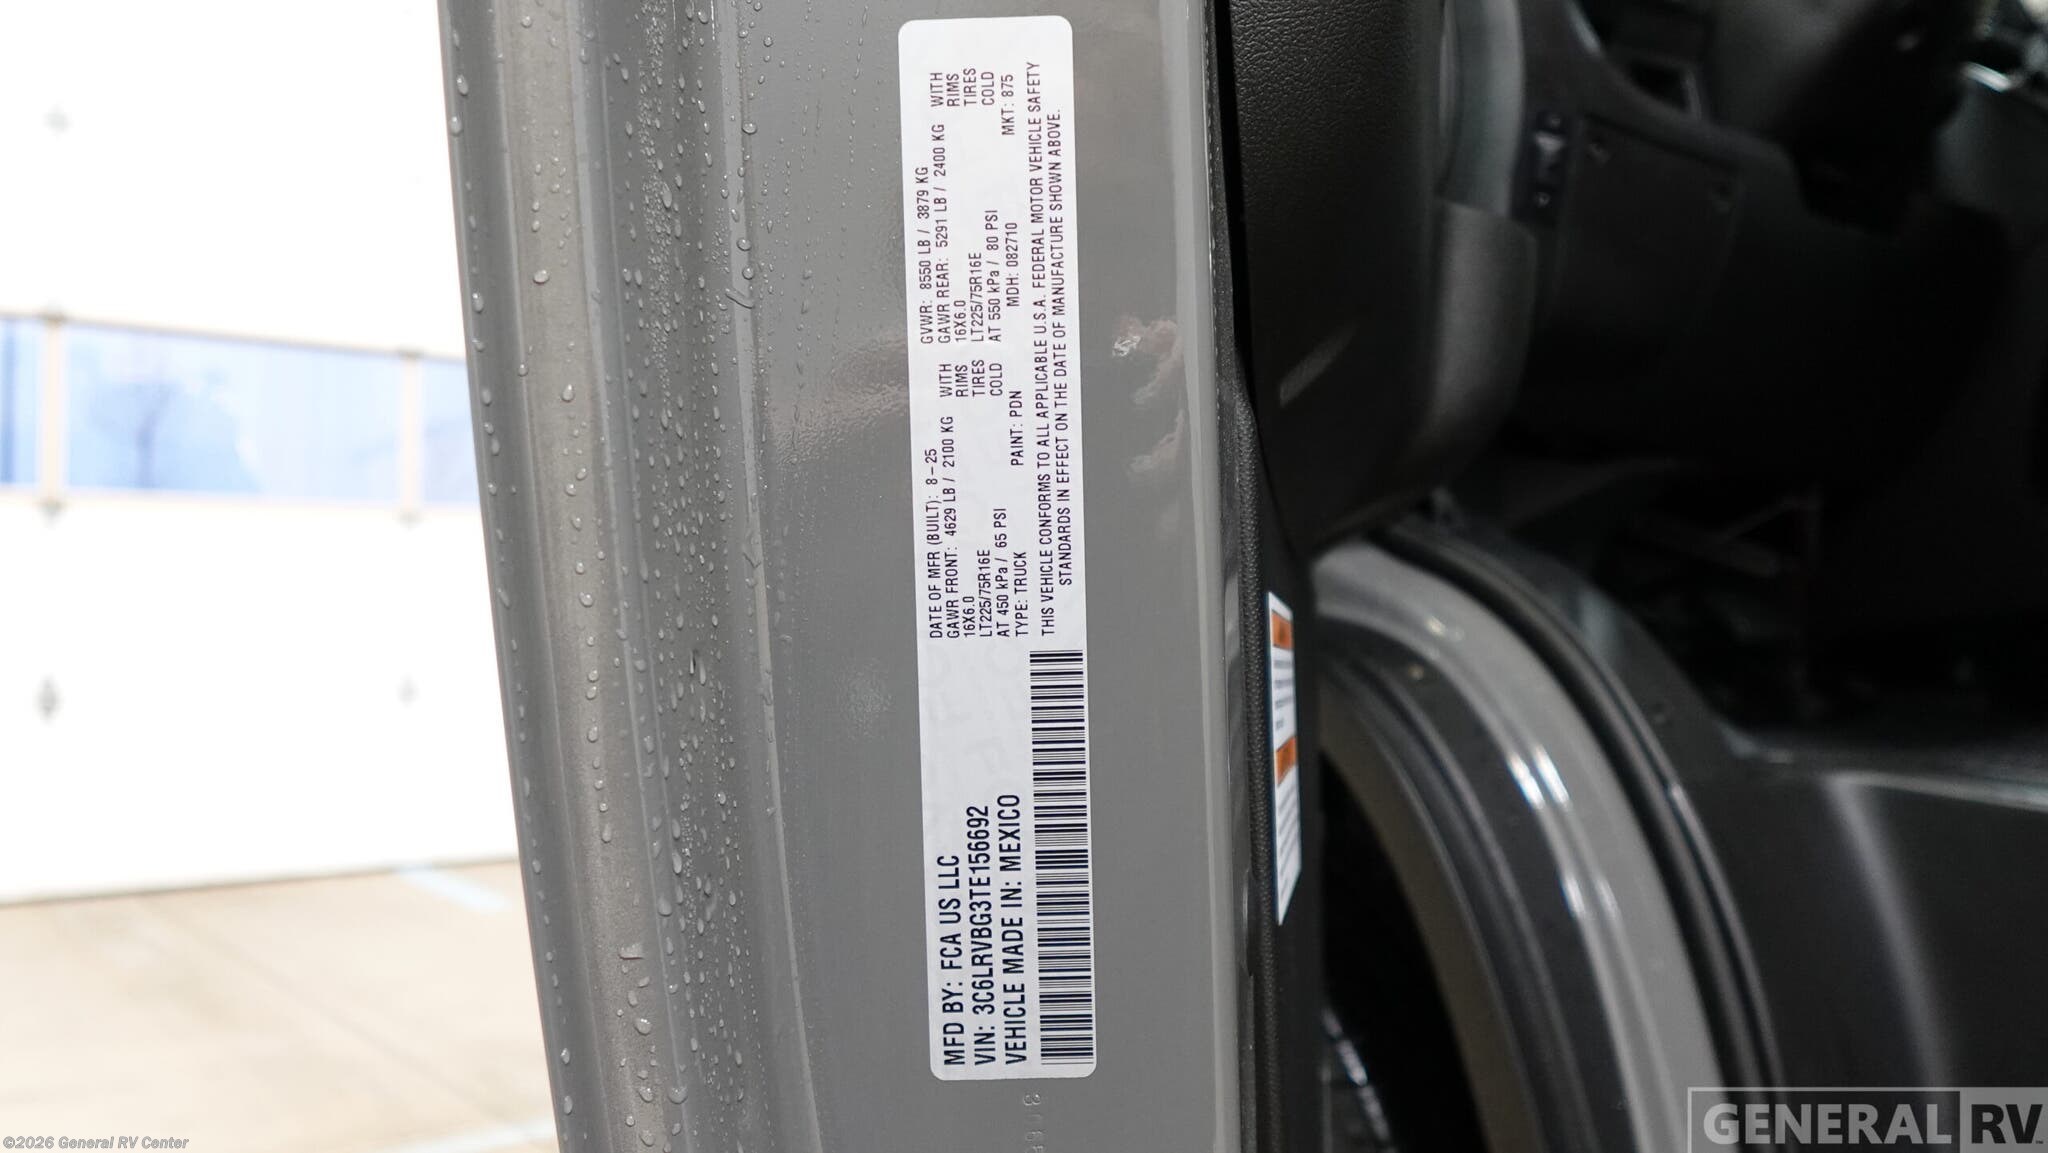 MFD BY: FCA US LLC
VIN: 3C6LRVBG3TE156692
VEHICLE MADE IN: MEXICO
DATE OF MFR (BUILT): 8-25 GVWR: 8550 LB / 3879 KG
GAWR FRONT: 4629 LB / 2100 KG WITH GAWR REAR: 5291 LB / 2400 KG WITH
16X6.0 RIMS 16X6.0 RIMS
LT225/75R16E TIRES LT225/75R16E TIRES
AT 450 kPa / 65 PSI COLD AT 550 kPa / 80 PSI COLD
TYPE: TRUCK PAINT: PDN MDH: 082710 MKT: 875
THIS VEHICLE CONFORMS TO ALL APPLICABLE U.S.A. FEDERAL MOTOR VEHICLE SAFETY
STANDARDS IN EFFECT ON THE DATE OF MANUFACTURE SHOWN ABOVE.
©2026 General RV Center
GENERAL RV